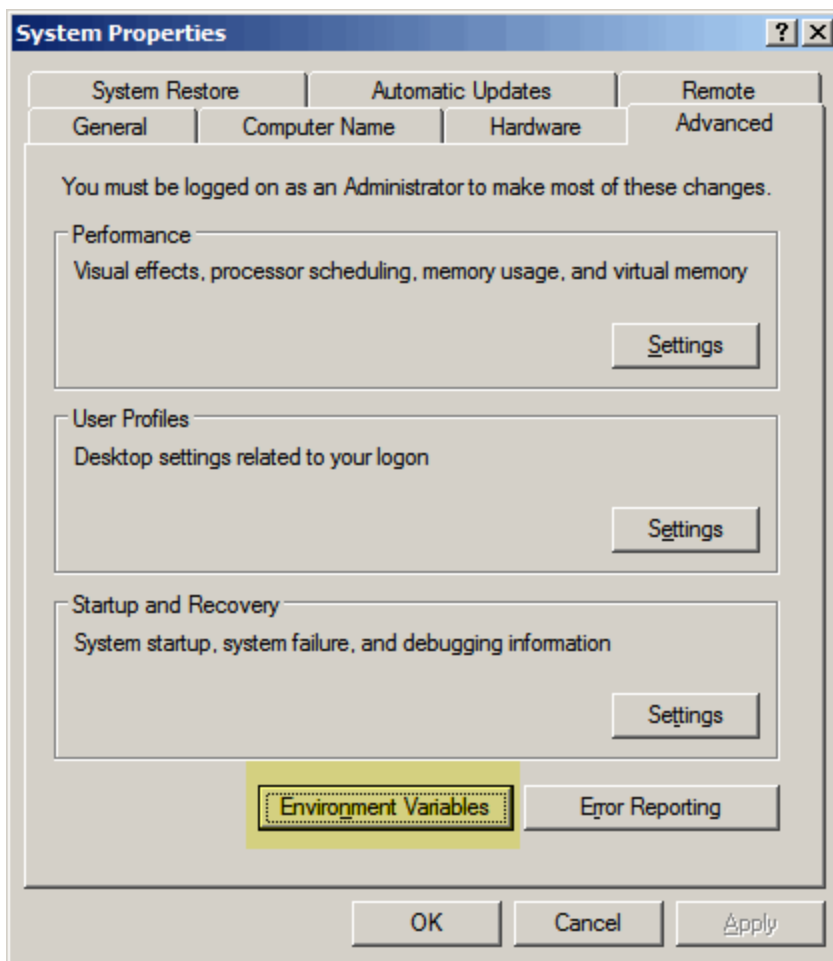 System Properties
System Restore
Automatic Updates
Remote
General
Computer Name
Hardware
Advanced
You must be logged on as an Administrator to make most of these changes.
Performance
Visual effects, processor scheduling, memory usage, and virtual memory
Settings
User Profiles
Desktop settings related to your logon
Settings
Startup and Recovery
System startup, system failure, and debugging information
Settings
Environment Variables
Error Reporting
OK
Cancel
Apply